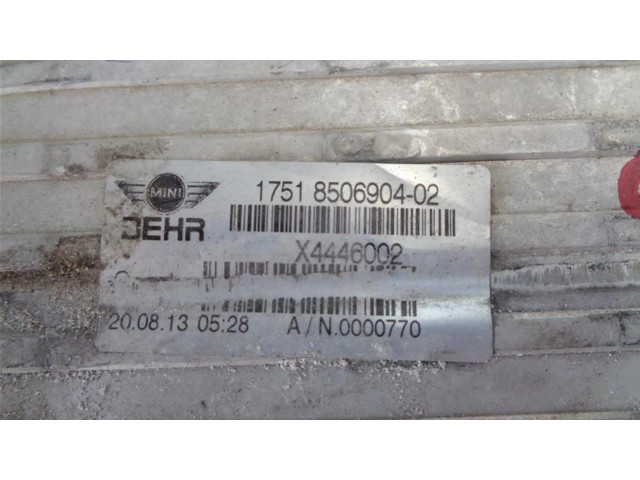 MINI
1751 8506904-02
BEHR
X4446002
20.08.13 05:28 A/N.0000770